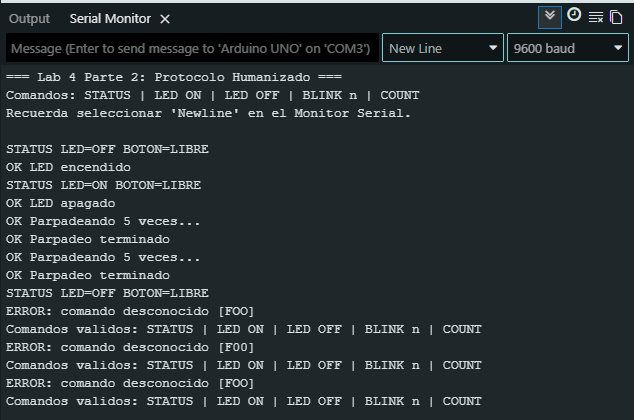 Output Serial Monitor
Message (Enter to send message to 'Arduino UNO' on 'COM3')
New Line
9600 baud
=== Lab 4 Parte 2: Protocolo Humanizado ===
Comandos: STATUS | LED ON | LED OFF | BLINK n | COUNT
Recuerda seleccionar 'Newline' en el Monitor Serial.
STATUS LED=OFF BOTON=LIBRE
OK LED encendido
STATUS LED=ON BOTON=LIBRE
OK LED apagado
OK Parpadeando 5 veces...
OK Parpadeo terminado
OK Parpadeando 5 veces...
OK Parpadeo terminado
STATUS LED=OFF BOTON=LIBRE
ERROR: comando desconocido [FOO]
Comandos validos: STATUS | LED ON | LED OFF | BLINK n | COUNT
ERROR: comando desconocido [F00]
Comandos validos: STATUS | LED ON | LED OFF | BLINK n | COUNT
ERROR: comando desconocido [FOO]
Comandos validos: STATUS | LED ON | LED OFF | BLINK n | COUNT